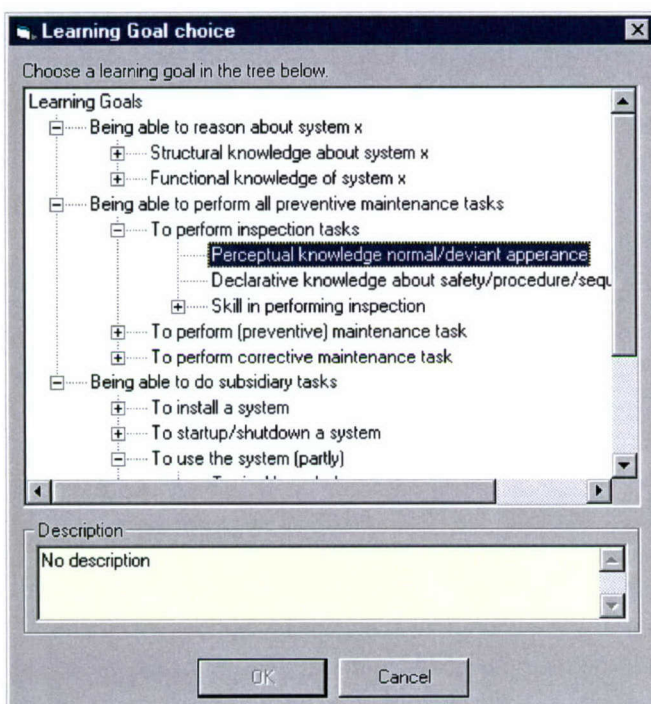 Learning Goal choice
Choose a learning goal in the tree below.
Learning Goals
Being able to reason about system x
Structural knowledge about system x
Functional knowledge of system x
Being able to perform all preventive maintenance tasks
To perform inspection tasks
Perceptual knowledge normal/deviant apperance
Declarative knowledge about safety/procedure/sequ
Skill in performing inspection
To perform (preventive) maintenance task
To perform corrective maintenance task
Being able to do subsidiary tasks
To install a system
To startup/shutdown a system
To use the system (partly)
Description
No description
OK Cancel